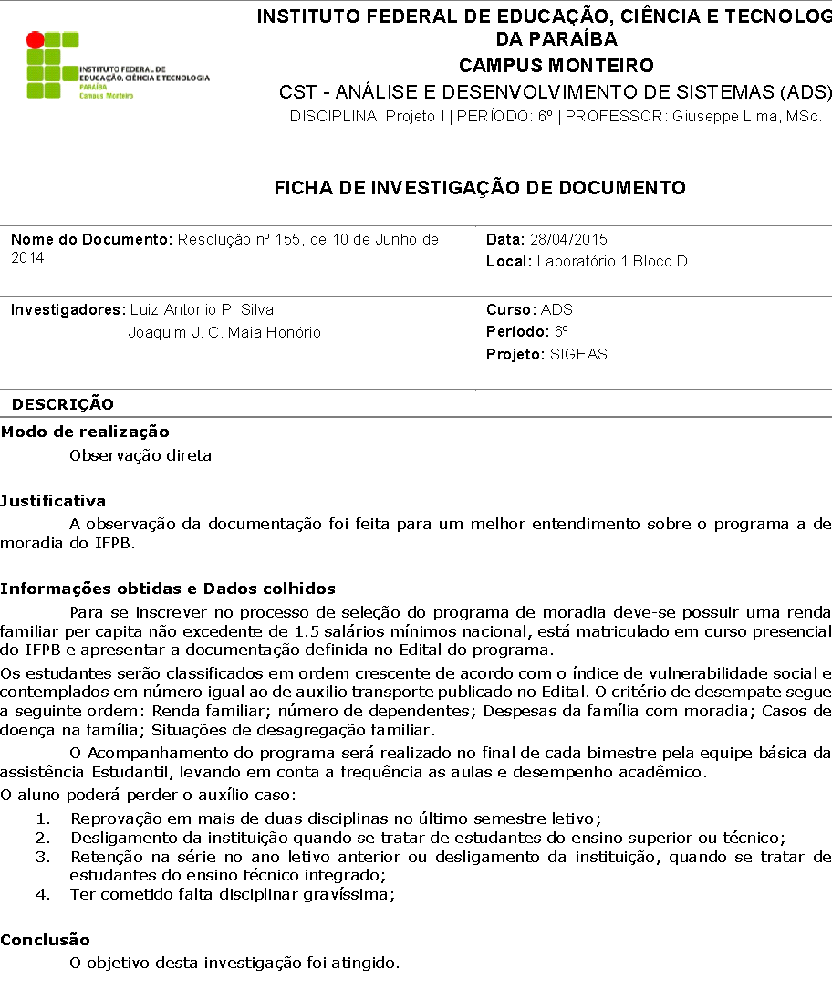 INSTITUTO FEDERAL DE EDUCAÇÃO, CIÊNCIA E TECNOLOG
DA PARAÍBA
CAMPUS MONTEIRO
CST - ANÁLISE E DESENVOLVIMENTO DE SISTEMAS (ADS)
DISCIPLINA: Projeto I | PERÍODO: 6º | PROFESSOR: Giuseppe Lima, MSc.
INSTITUTO FEDERAL DE
EDUCAÇÃO, CIÊNCIA E TECNOLOGIA
PARAÍBA
Campus Monteiro
FICHA DE INVESTIGAÇÃO DE DOCUMENTO
Nome do Documento: Resolução nº 155, de 10 de Junho de
2014
Data: 28/04/2015
Local: Laboratório 1 Bloco D
Investigadores: Luiz Antonio P. Silva
Joaquim J. C. Maia Honório
Curso: ADS
Período: 6º
Projeto: SIGEAS
DESCRIÇÃO
Modo de realização
Observação direta
Justificativa
A observação da documentação foi feita para um melhor entendimento sobre o programa a de
moradia do IFPB.
Informações obtidas e Dados colhidos
Para se inscrever no processo de seleção do programa de moradia deve-se possuir uma renda
familiar per capita não excedente de 1.5 salários mínimos nacional, está matriculado em curso presencial
do IFPB e apresentar a documentação definida no Edital do programa.
Os estudantes serão classificados em ordem crescente de acordo com o índice de vulnerabilidade social e
contemplados em número igual ao de auxilio transporte publicado no Edital. O critério de desempate segue
a seguinte ordem: Renda familiar; número de dependentes; Despesas da família com moradia; Casos de
doença na família; Situações de desagregação familiar.
O Acompanhamento do programa será realizado no final de cada bimestre pela equipe básica da
assistência Estudantil, levando em conta a frequência as aulas e desempenho acadêmico.
O aluno poderá perder o auxílio caso:
1. Reprovação em mais de duas disciplinas no último semestre letivo;
2. Desligamento da instituição quando se tratar de estudantes do ensino superior ou técnico;
3. Retenção na série no ano letivo anterior ou desligamento da instituição, quando se tratar de
estudantes do ensino técnico integrado;
4. Ter cometido falta disciplinar gravíssima;
Conclusão
O objetivo desta investigação foi atingido.